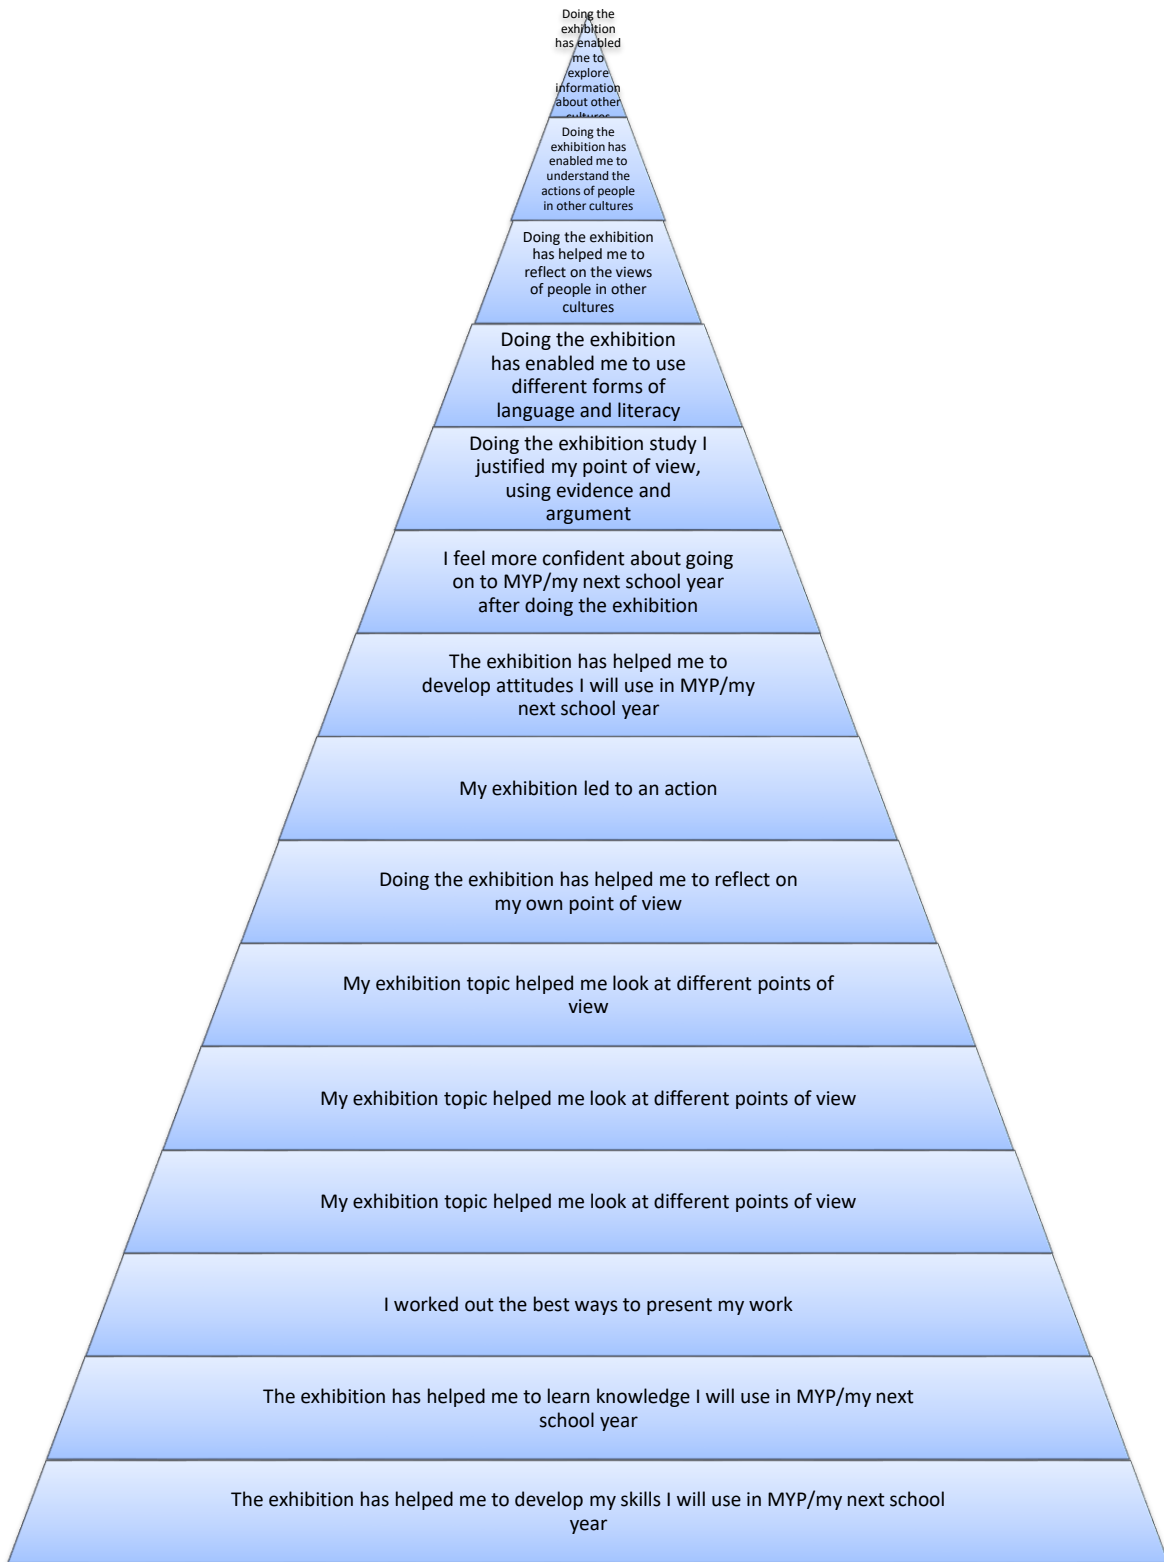 Doing the
exhibition
has enabled
me to
explore
information
about other
cultures
Doing the
exhibition has
enabled me to
understand the
actions of people
in other cultures
Doing the exhibition
has helped me to
reflect on the views
of people in other
cultures
Doing the exhibition
has enabled me to use
different forms of
language and literacy
Doing the exhibition study I
justified my point of view,
using evidence and
argument
I feel more confident about going
on to MYP/my next school year
after doing the exhibition
The exhibition has helped me to
develop attitudes I will use in MYP/my
next school year
My exhibition led to an action
Doing the exhibition has helped me to reflect on
my own point of view
My exhibition topic helped me look at different points of
view
My exhibition topic helped me look at different points of view
My exhibition topic helped me look at different points of view
I worked out the best ways to present my work
The exhibition has helped me to learn knowledge I will use in MYP/my next
school year
The exhibition has helped me to develop my skills I will use in MYP/my next school
year